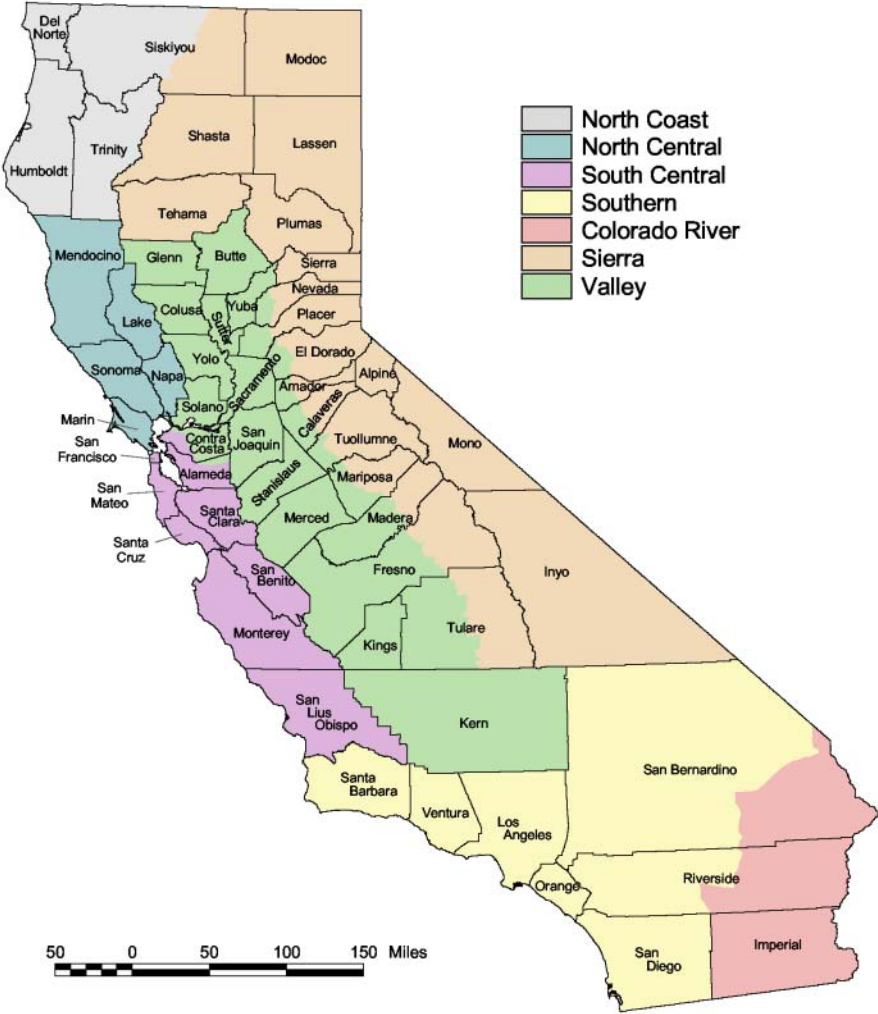 Del
Norte
Siskiyou
Modoc
Humboldt
Trinity
Shasta
Lassen
Tehama
Plumas
Mendocino
Glenn
Butte
Sierra
Nevada
Lake
Colusa
Sutter
Yuba
Placer
Sonoma
Napa
Yolo
El Dorado
Sacramento
Amador
Alpine
Solano
Calaveras
Marin
San
Francisco
Contra
Costa
San
Joaquin
Tuollumne
Mono
Alameda
Stanislaus
Mariposa
San
Mateo
Santa
Clara
Merced
Madera
Santa
Cruz
San
Benito
Fresno
Inyo
Monterey
Kings
Tulare
San
Lius
Obispo
Kern
Santa
Barbara
Ventura
Los
Angeles
San Bernardino
Orange
Riverside
San
Diego
Imperial
North Coast
North Central
South Central
Southern
Colorado River
Sierra
Valley
50 0 50 100 150 Miles